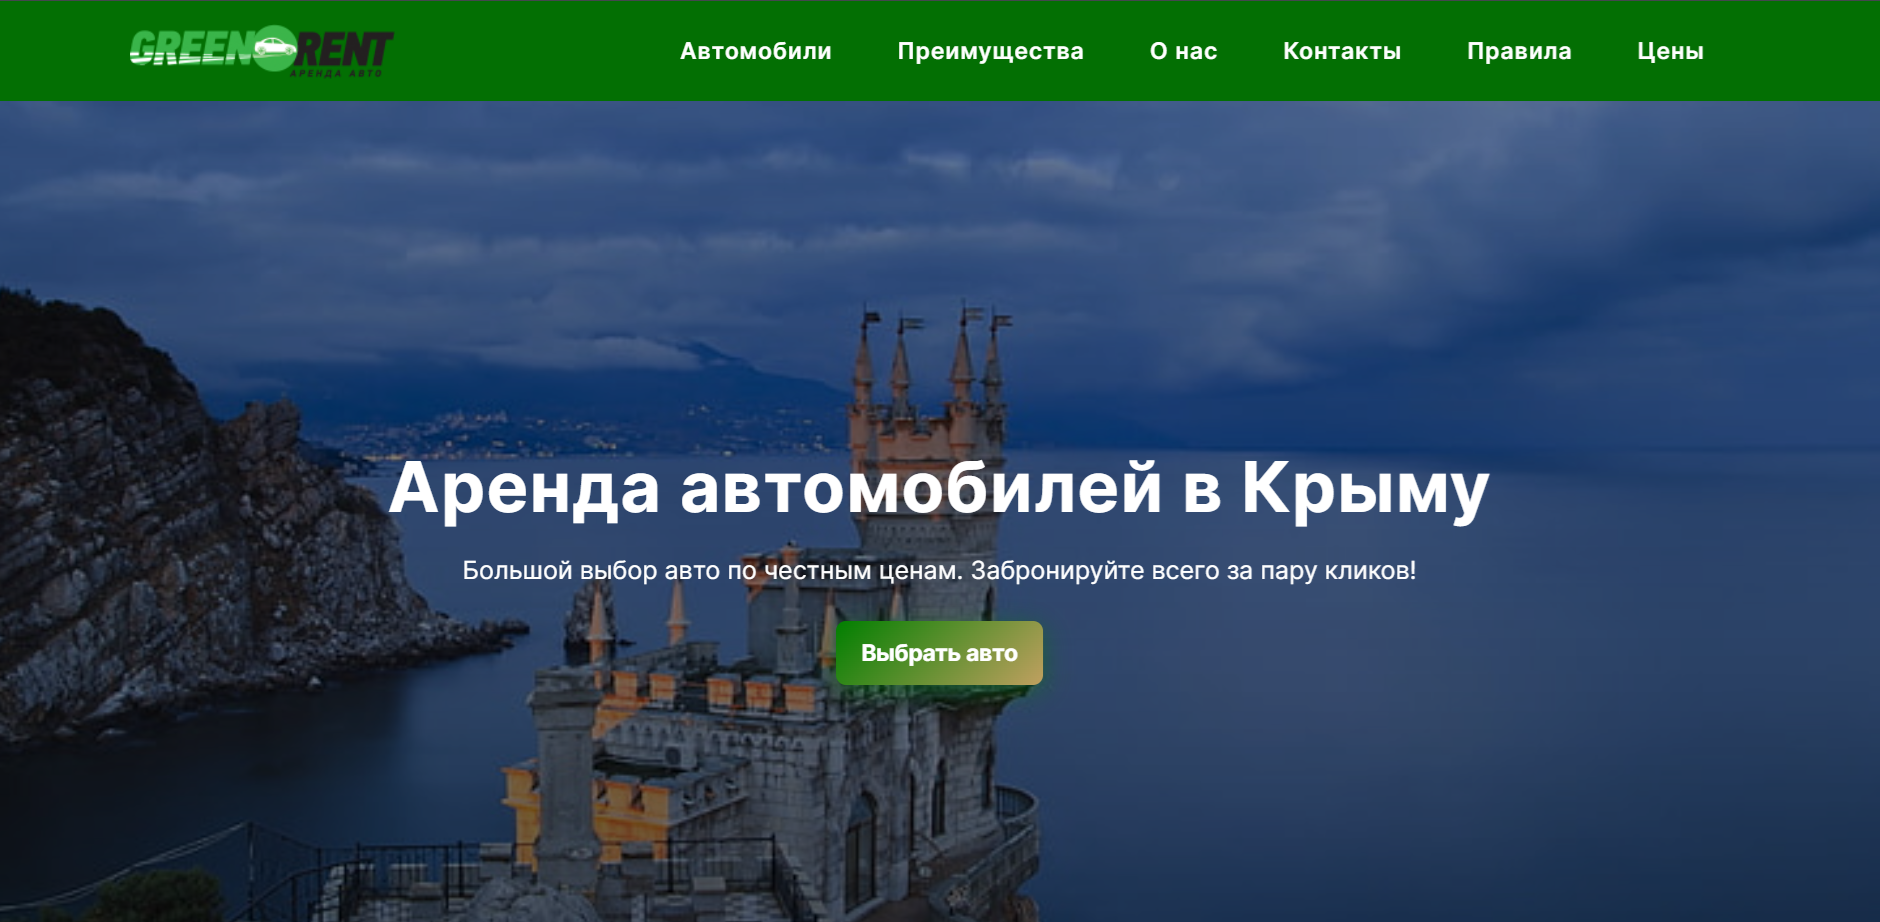 GREEN RENT
АРЕНДА АВТО
Автомобили Преимущества О нас Контакты Правила Цены
Аренда автомобилей в Крыму
Большой выбор авто по честным ценам. Забронируйте всего за пару кликов!
Выбрать авто